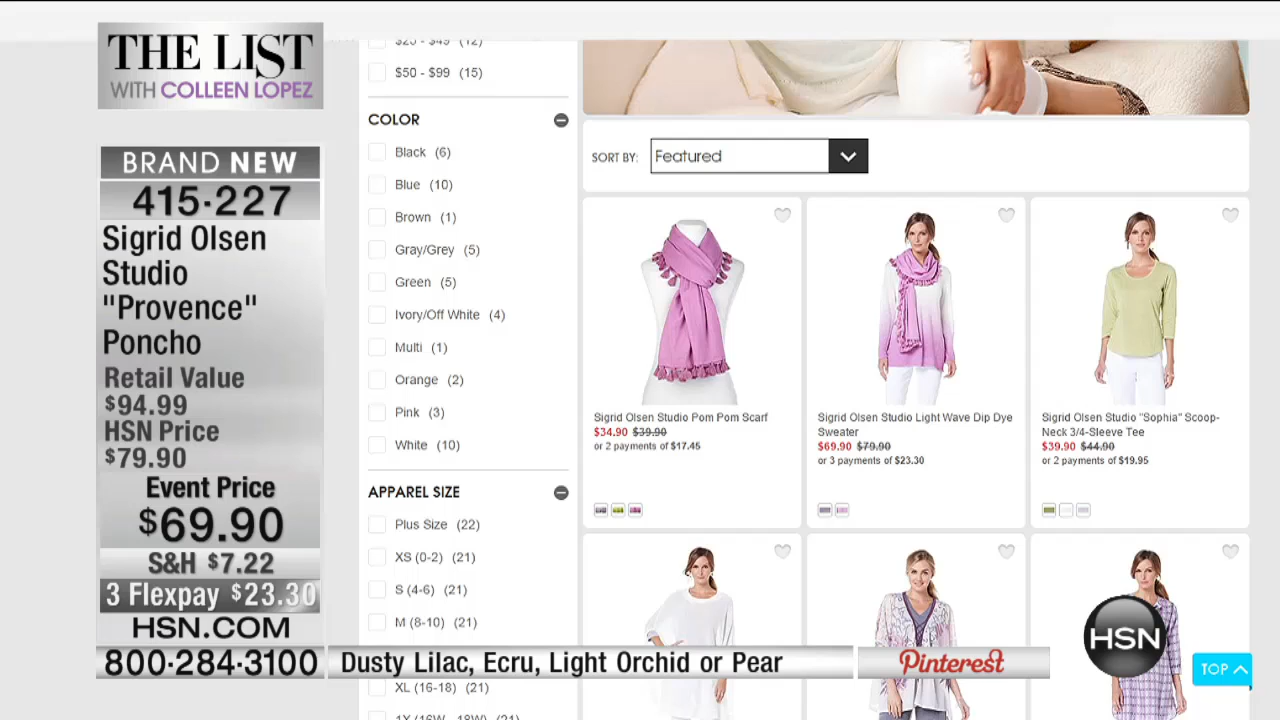 THE LIST
WITH COLLEEN LOPEZ
BRAND NEW
415·227
Sigrid Olsen
Studio
"Provence"
Poncho
Retail Value
$94.99
HSN Price
$79.90
Event Price
$69.90
S&H $7.22
3 Flexpay $23.30
HSN.COM
800·284·3100
Dusty Lilac, Ecru, Light Orchid or Pear
Pinterest
HSN
TOP
$25 - $49 (12)
$50 - $99 (15)
COLOR
Black (6)
Blue (10)
Brown (1)
Gray/Grey (5)
Green (5)
Ivory/Off White (4)
Multi (1)
Orange (2)
Pink (3)
White (10)
APPAREL SIZE
Plus Size (22)
XS (0-2) (21)
S (4-6) (21)
M (8-10) (21)
XL (16-18) (21)
1X (16W - 18W) (21)
SORT BY: Featured
Sigrid Olsen Studio Pom Pom Scarf
$34.90 $39.90
or 2 payments of $17.45
Sigrid Olsen Studio Light Wave Dip Dye
Sweater
$69.90 $79.90
or 3 payments of $23.30
Sigrid Olsen Studio "Sophia" Scoop-
Neck 3/4-Sleeve Tee
$39.90 $44.90
or 2 payments of $19.95